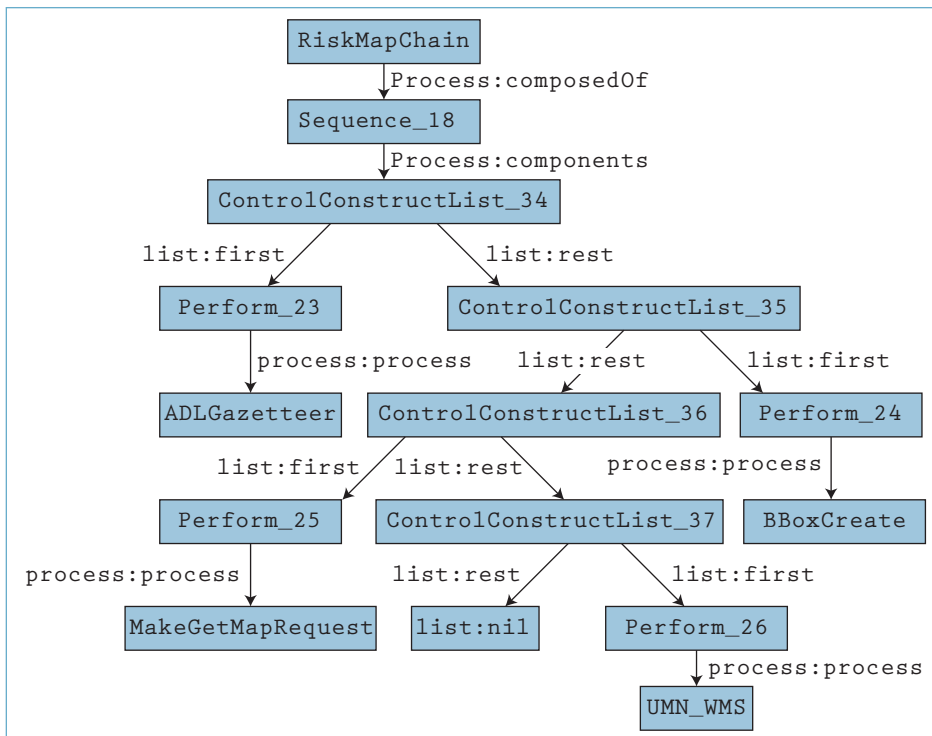 RiskMapChain
Process:composedOf
Sequence_18
Process:components
ControlConstructList_34
list:first
list:rest
Perform_23
ControlConstructList_35
process:process
list:rest
list:first
ADLGazetteer
ControlConstructList_36
Perform_24
list:first
list:rest
process:process
Perform_25
ControlConstructList_37
BBoxCreate
process:process
list:rest
list:first
MakeGetMapRequest
list:nil
Perform_26
process:process
UMN_WMS